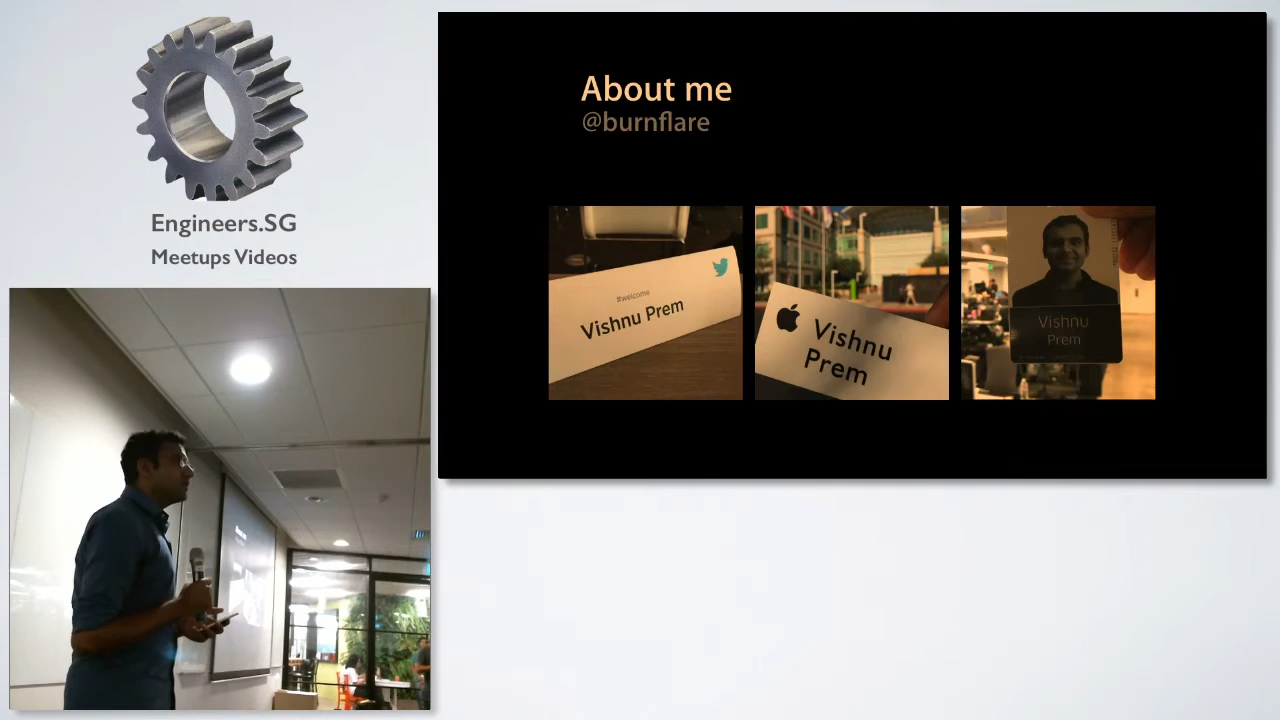 Engineers.SG
Meetups Videos
About me
@burnflare
#welcome
Vishnu Prem
Vishnu
Prem
Vishnu
Prem